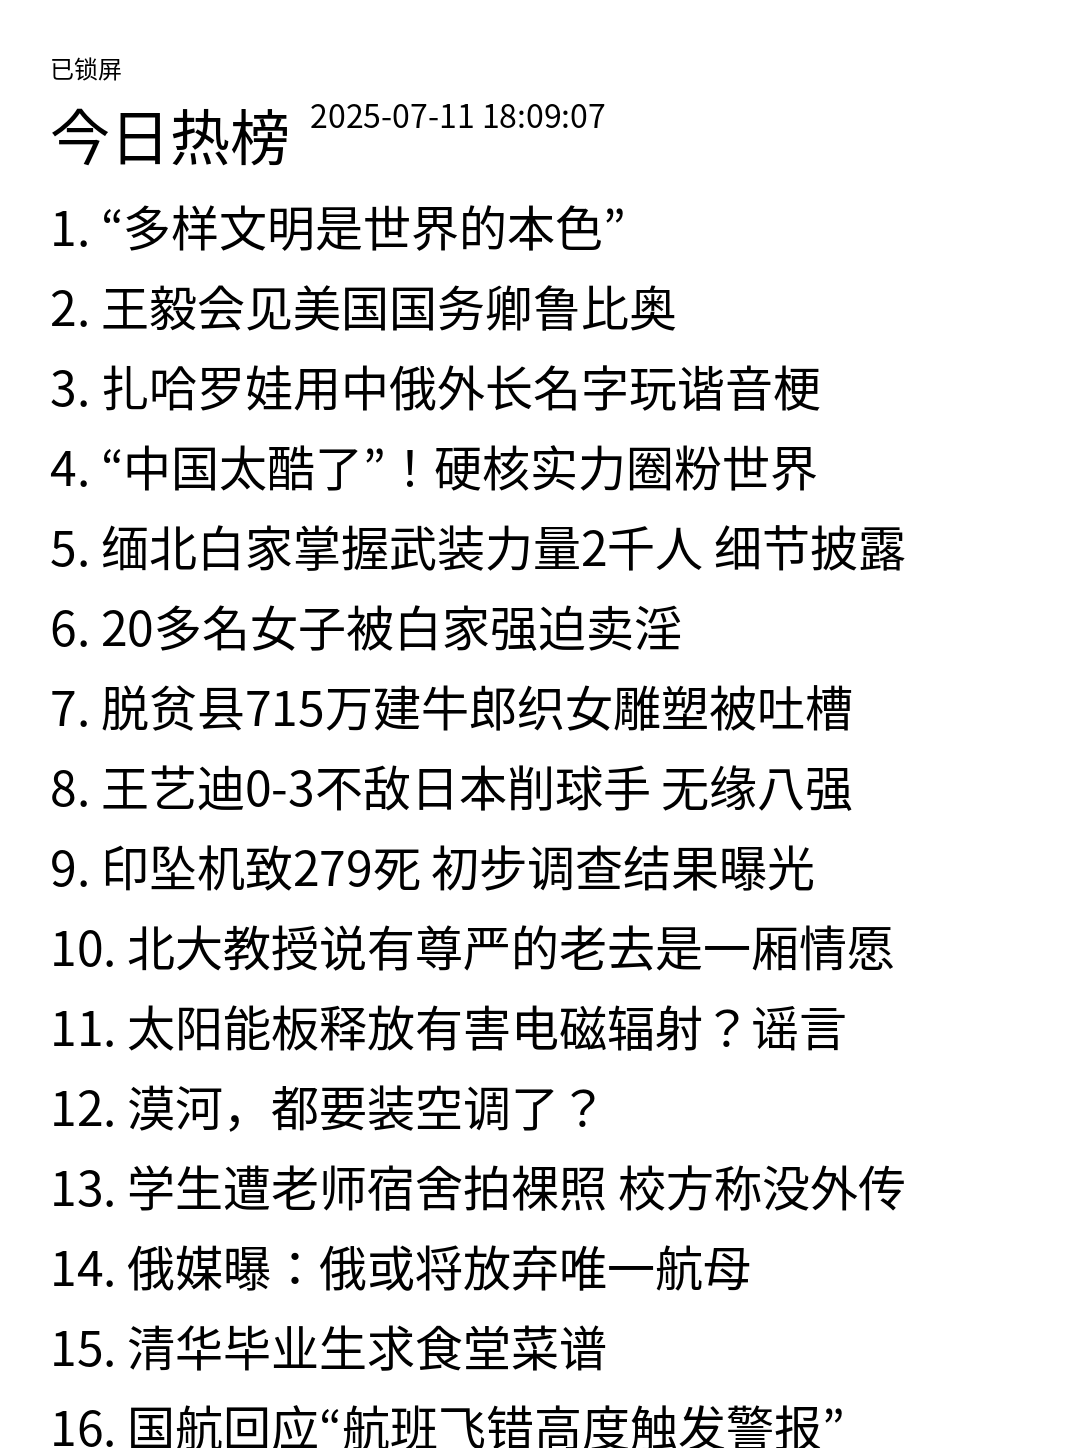 已锁屏
今日热榜 2025-07-11 18:09:07
1. “多样文明是世界的本色”
2. 王毅会见美国国务卿鲁比奥
3. 扎哈罗娃用中俄外长名字玩谐音梗
4. “中国太酷了”！硬核实力圈粉世界
5. 缅北白家掌握武装力量2千人 细节披露
6. 20多名女子被白家强迫卖淫
7. 脱贫县715万建牛郎织女雕塑被吐槽
8. 王艺迪0-3不敌日本削球手 无缘八强
9. 印坠机致279死 初步调查结果曝光
10. 北大教授说有尊严的老去是一厢情愿
11. 太阳能板释放有害电磁辐射？谣言
12. 漠河，都要装空调了？
13. 学生遭老师宿舍拍裸照 校方称没外传
14. 俄媒曝：俄或将放弃唯一航母
15. 清华毕业生求食堂菜谱
16. 国航回应“航班飞错高度触发警报”